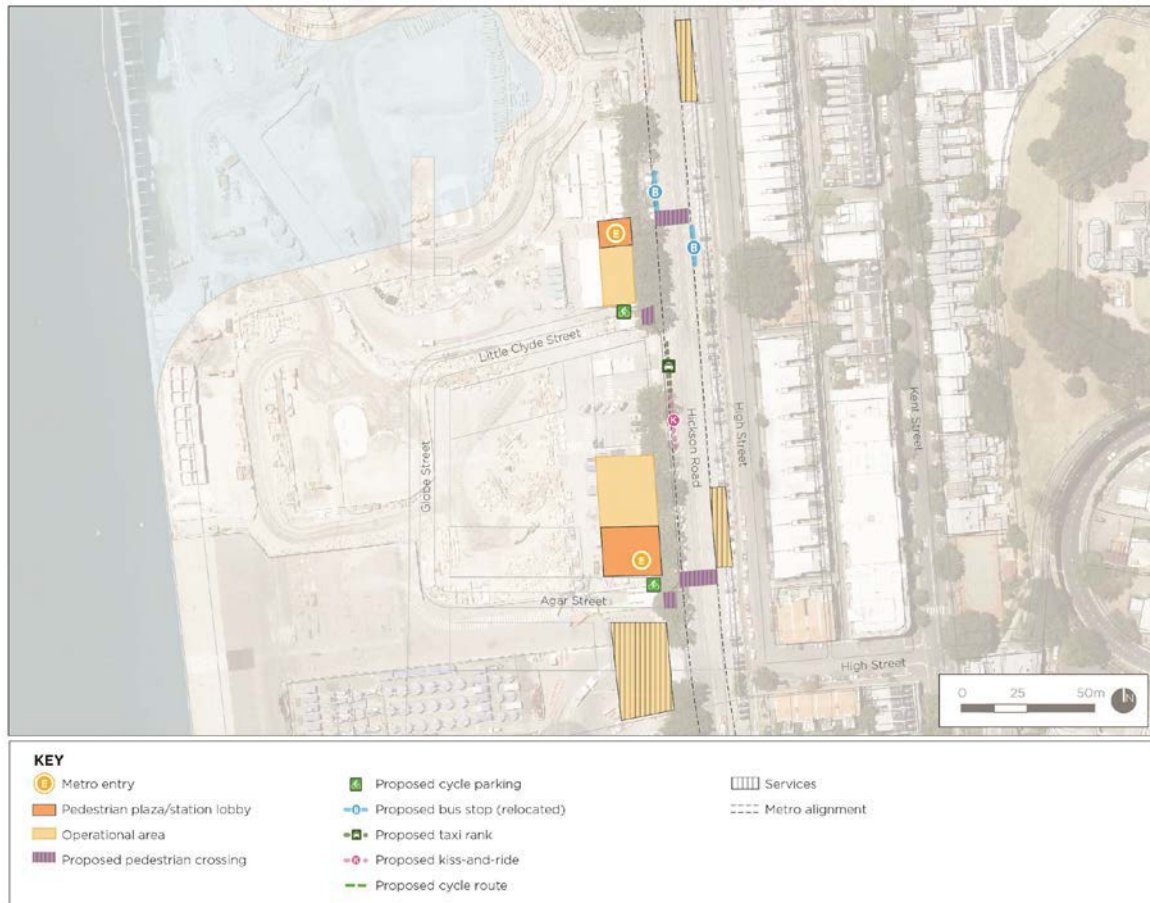 B
E
B
Little Clyde Street
K
Hickson Road
High Street
Kent Street
Globe Street
E
Agar Street
High Street
0 25 50m
N
KEY
E Metro entry
Pedestrian plaza/station lobby
Operational area
Proposed pedestrian crossing
Proposed cycle parking
B Proposed bus stop (relocated)
Proposed taxi rank
K Proposed kiss-and-ride
Proposed cycle route
Services
Metro alignment